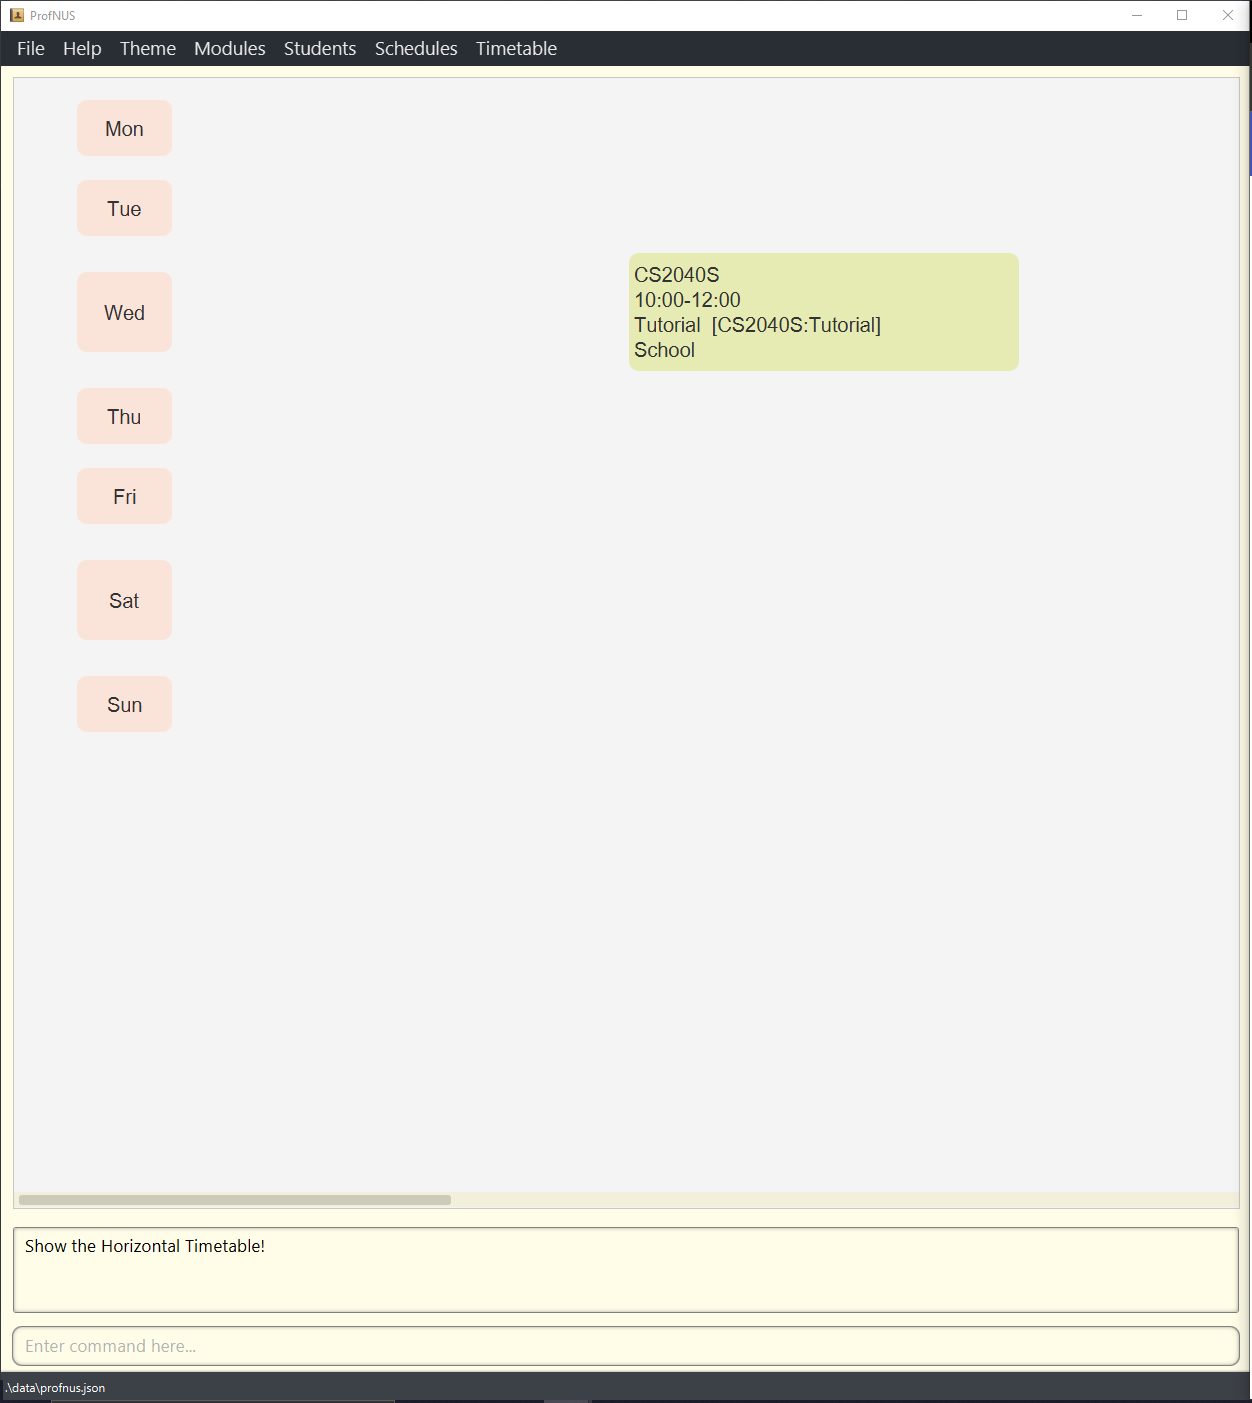 ProfNUS
File Help Theme Modules Students Schedules Timetable
Mon
Tue
Wed
CS2040S
10:00-12:00
Tutorial [CS2040S:Tutorial]
School
Thu
Fri
Sat
Sun
Show the Horizontal Timetable!
Enter command here...
.\data\profnus.json